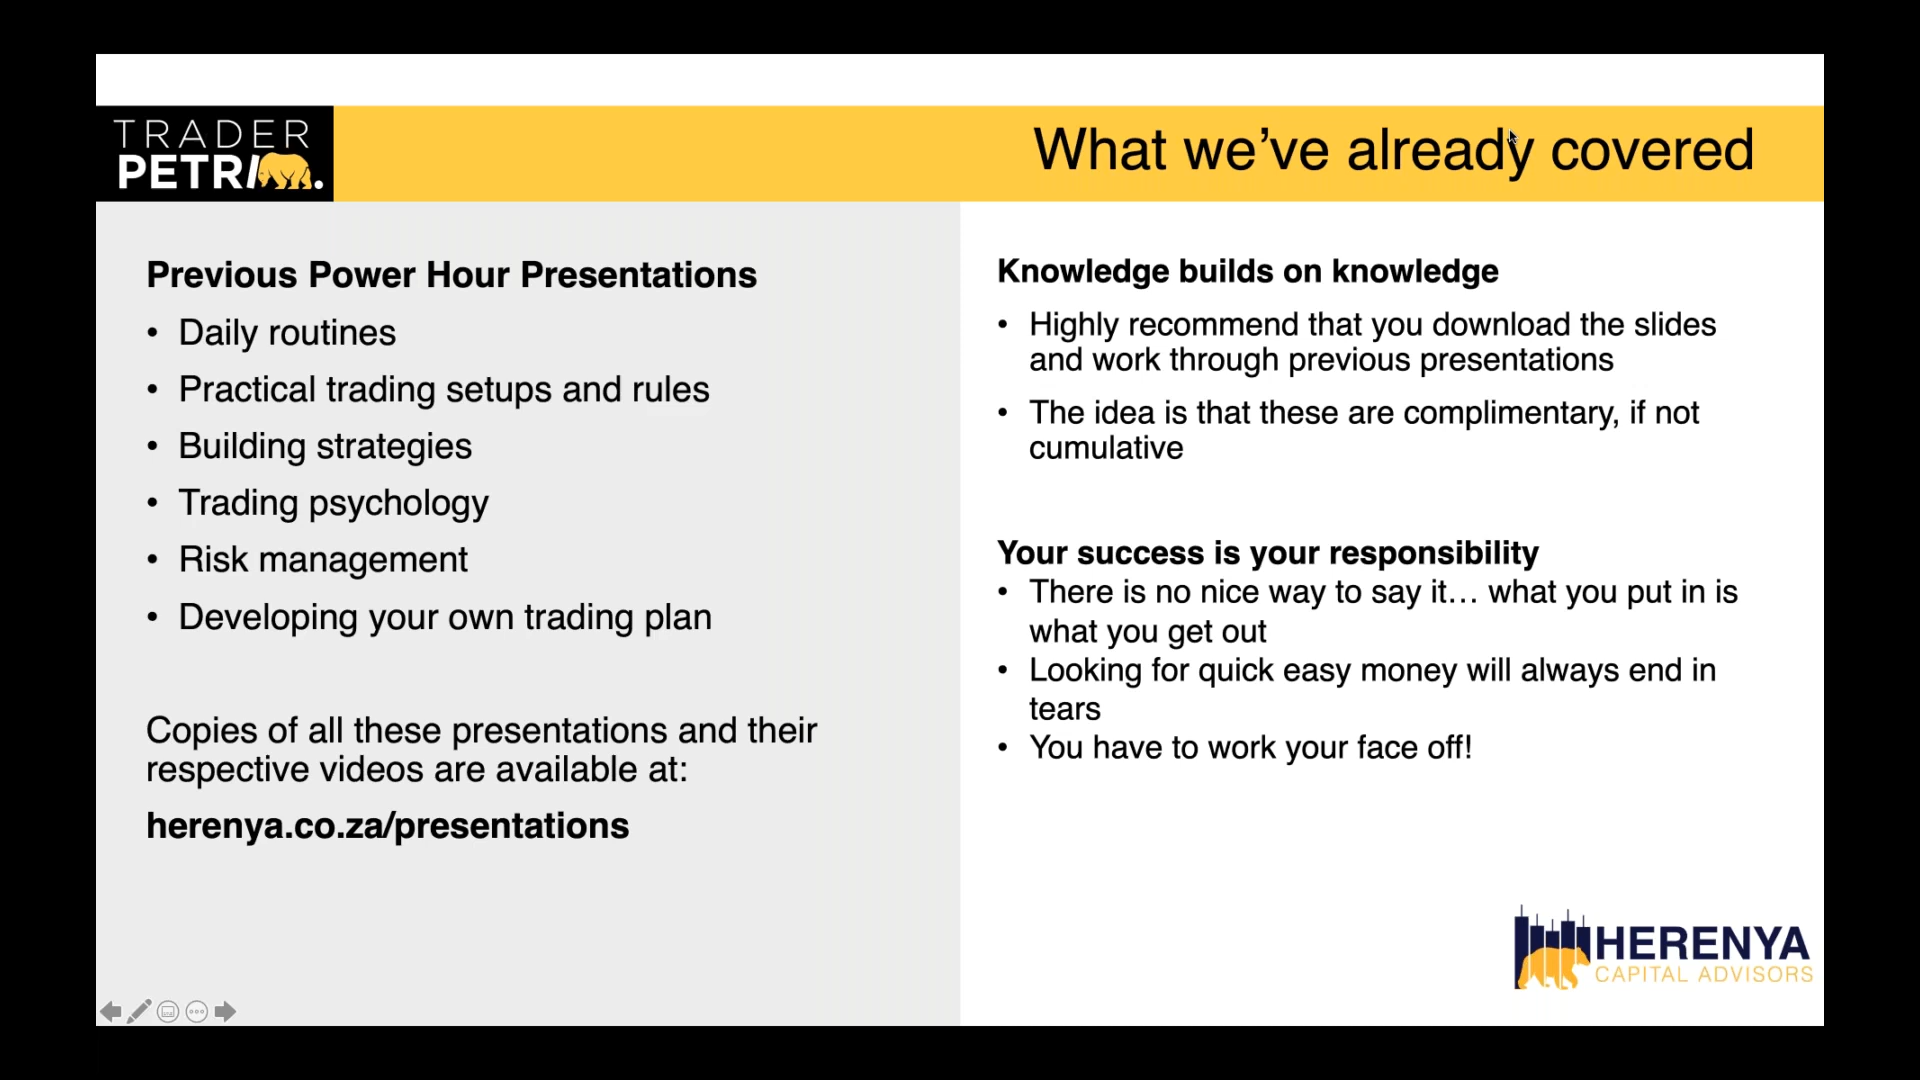 TRADER
PETRI.
What we've already covered
Previous Power Hour Presentations
• Daily routines
• Practical trading setups and rules
• Building strategies
• Trading psychology
• Risk management
• Developing your own trading plan
Copies of all these presentations and their
respective videos are available at:
herenya.co.za/presentations
Knowledge builds on knowledge
• Highly recommend that you download the slides
and work through previous presentations
• The idea is that these are complimentary, if not
cumulative
Your success is your responsibility
• There is no nice way to say it… what you put in is
what you get out
• Looking for quick easy money will always end in
tears
• You have to work your face off!
HERENYA
CAPITAL ADVISORS